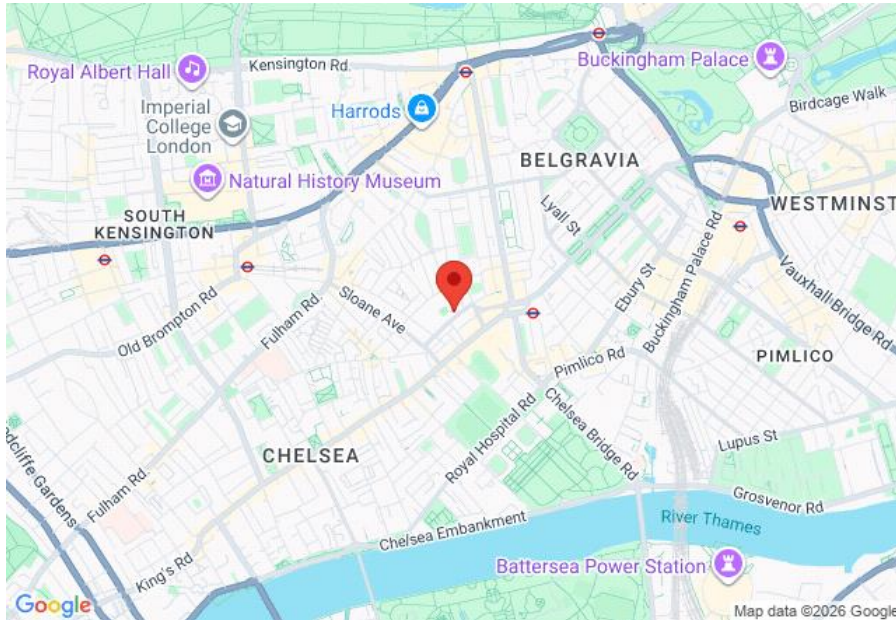 Royal Albert Hall
Kensington Rd
Buckingham Palace
Birdcage Walk
Imperial
College
London
Harrods
BELGRAVIA
Natural History Museum
SOUTH
KENSINGTON
Lyall St
WESTMINST
Buckingham Palace Rd
Ebury St
Vauxhall Bridge Rd
Old Brompton Rd
Fulham Rd.
Sloane Ave
Pimlico Rd
PIMLICO
Royal Hospital Rd
Chelsea Bridge Rd
Lupus St
CHELSEA
Fulham Rd.
Grosvenor Rd
River Thames
Chelsea Embankment
King's Rd
Battersea Power Station
Google
Map data ©2026 Google